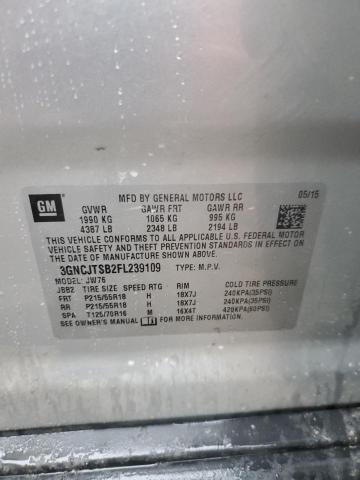 MFD BY GENERAL MOTORS LLC 05/15
GM
GVWR GAWR FRT GAWR RR
1990 KG 1065 KG 995 KG
4387 LB 2348 LB 2194 LB
THIS VEHICLE CONFORMS TO ALL APPLICABLE U.S. FEDERAL MOTOR
VEHICLE SAFETY AND THEFT PREVENTION STANDARDS IN EFFECT ON
THE DATE OF MANUFACTURE SHOWN ABOVE.
3GNCJTSB2FL239109 TYPE: M.P.V.
MODEL: JW76
JBB2 TIRE SIZE SPEED RTG RIM COLD TIRE PRESSURE
FRT P215/55R18 H 18X7J 240KPA(35PSI)
RR P215/55R18 H 18X7J 240KPA(35PSI)
SPA T125/70R16 M 16X4T 420KPA(60PSI)
SEE OWNER'S MANUAL FOR MORE INFORMATION.